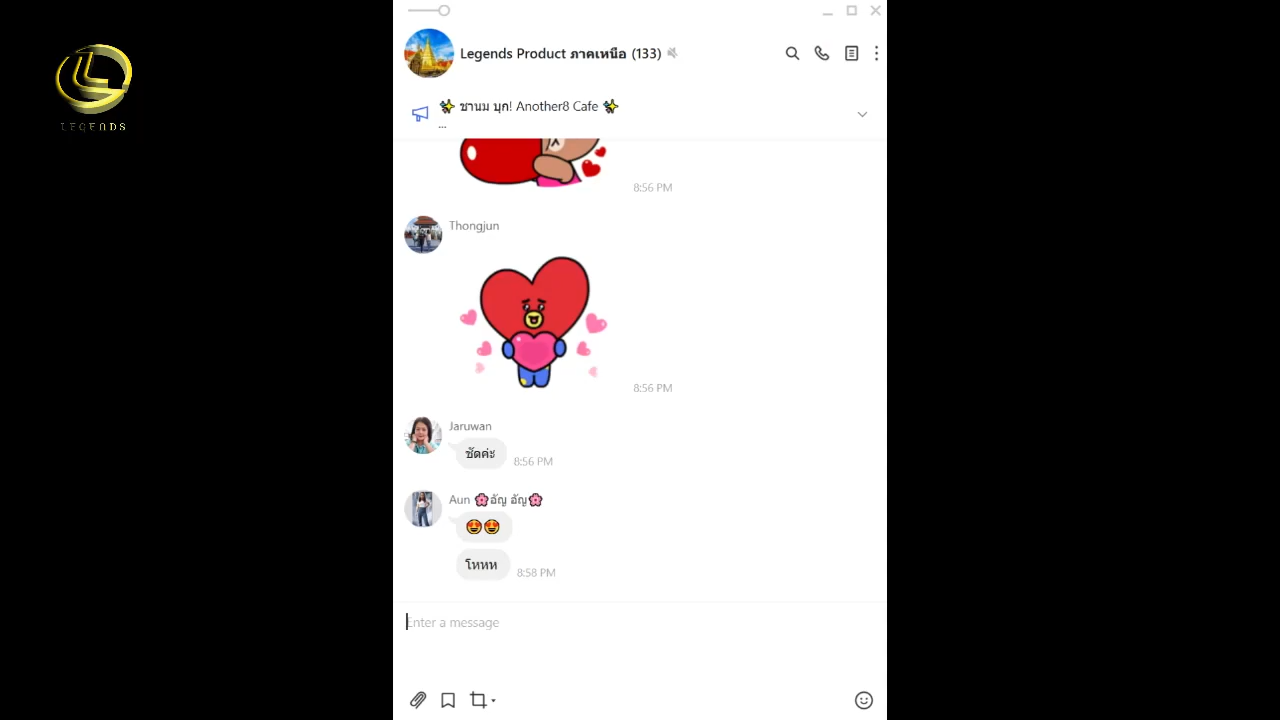 LEGENDS
Legends Product ภาคเหนือ (133)
✨ ชานม บุก! Another8 Cafe ✨
...
8:56 PM
Thongjun
8:56 PM
Jaruwan
ชัดค่ะ
8:56 PM
Aun 🌸อัญ อัญ🌸
😍😍
โหหห
8:58 PM
Enter a message